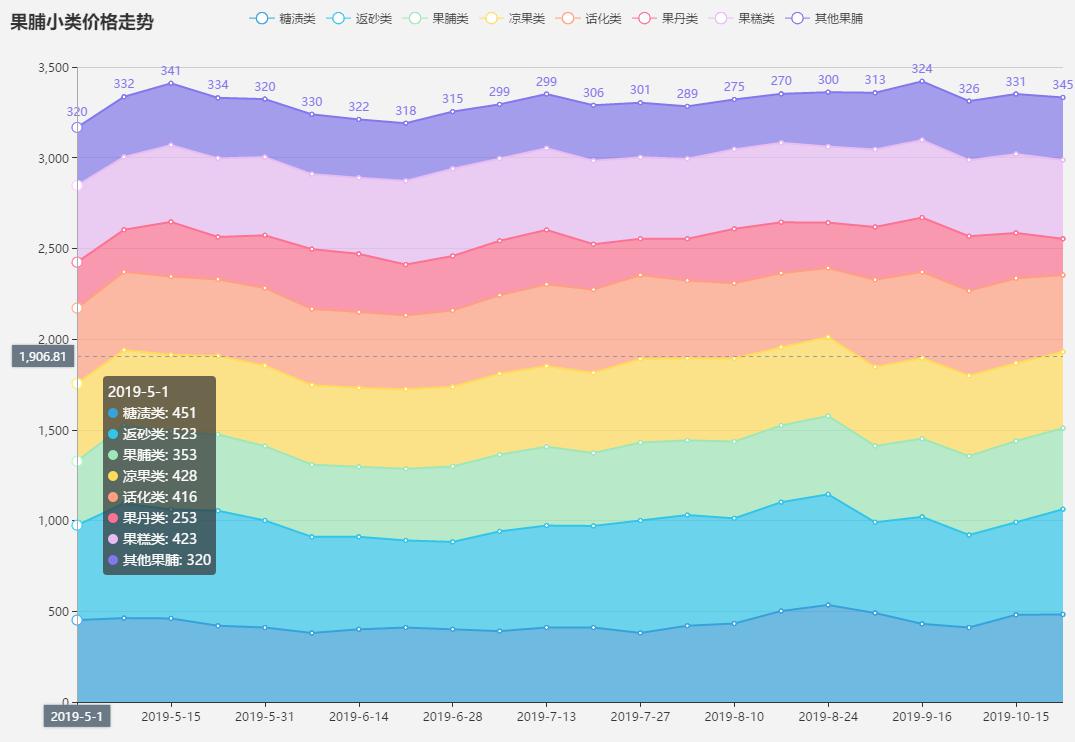 果脯小类价格走势
糖渍类 返砂类 果脯类 凉果类 话化类 果丹类 果糕类 其他果脯
320 332 341 334 320 330 322 318 315 299 299 306 301 289 275 270 300 313 324 326 331 345
3,500
3,000
2,500
2,000
1,906.81
1,500
1,000
500
0
2019-5-1
糖渍类: 451
返砂类: 523
果脯类: 353
凉果类: 428
话化类: 416
果丹类: 253
果糕类: 423
其他果脯: 320
2019-5-1 2019-5-15 2019-5-31 2019-6-14 2019-6-28 2019-7-13 2019-7-27 2019-8-10 2019-8-24 2019-9-16 2019-10-15